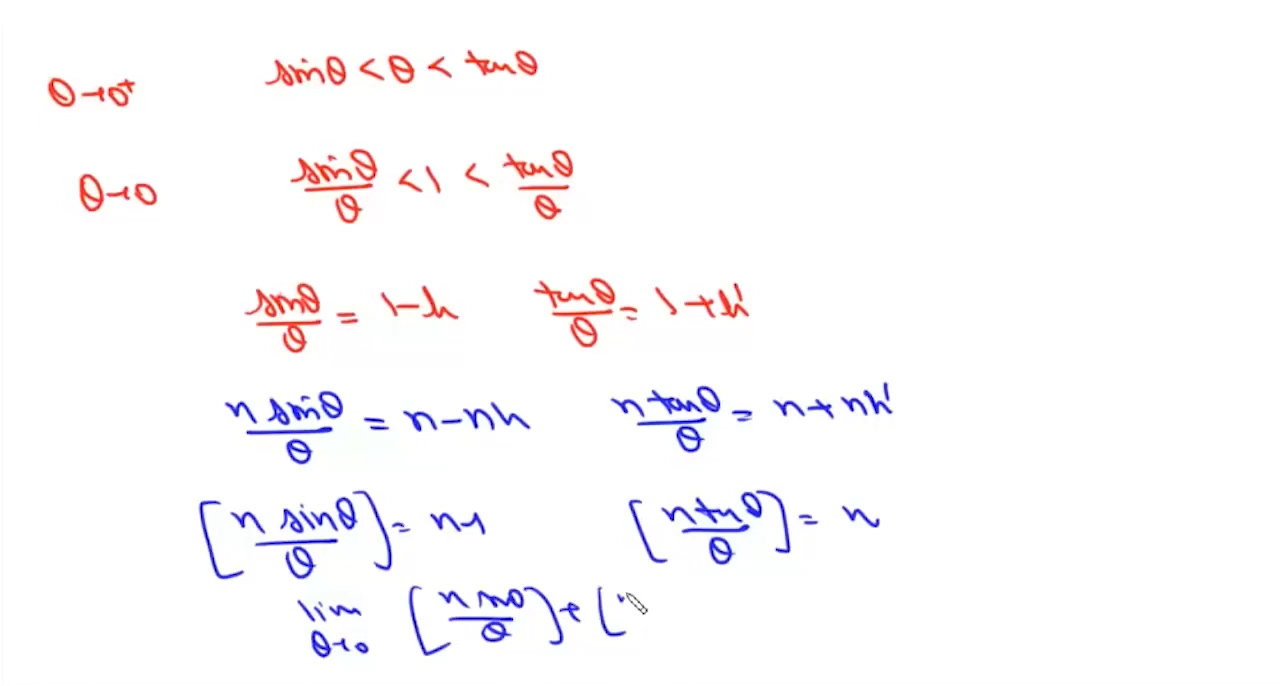 θ→0⁺ sinθ < θ < tanθ
θ→0 sinθ/θ < 1 < tanθ/θ
sinθ/θ = 1-h tanθ/θ = 1+h'
n sinθ/θ = n-nh n tanθ/θ = n+nh'
[n sinθ/θ] = n-1 [n tanθ/θ] = n
lim θ→0 [n sinθ/θ] + [